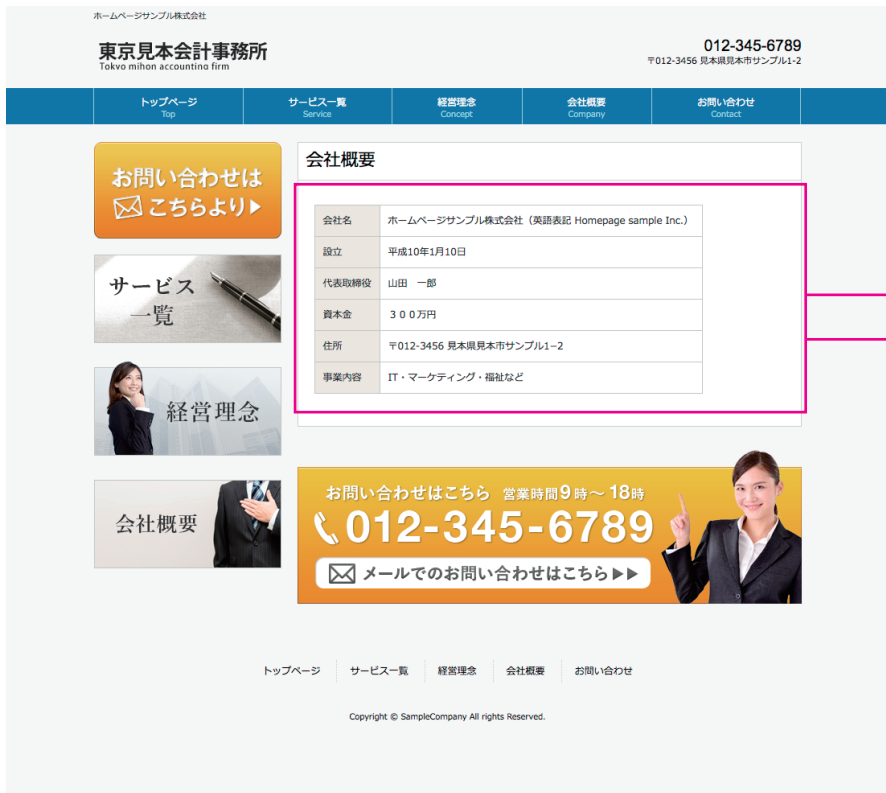 ホームページサンプル株式会社
東京見本会計事務所
Tokyo mihon accounting firm
012-345-6789
〒012-3456 見本県見本市サンプル1-2
トップページ
Top
サービス一覧
Service
経営理念
Concept
会社概要
Company
お問い合わせ
Contact
お問い合わせは
こちらより▶
サービス
一覧
経営理念
会社概要
会社概要
会社名 ホームページサンプル株式会社（英語表記 Homepage sample Inc.）
設立 平成10年1月10日
代表取締役 山田　一郎
資本金 ３００万円
住所 〒012-3456 見本県見本市サンプル1−2
事業内容 IT・マーケティング・福祉など
お問い合わせはこちら 営業時間9時～18時
012-345-6789
メールでのお問い合わせはこちら▶▶
トップページ サービス一覧 経営理念 会社概要 お問い合わせ
Copyright © SampleCompany All rights Reserved.